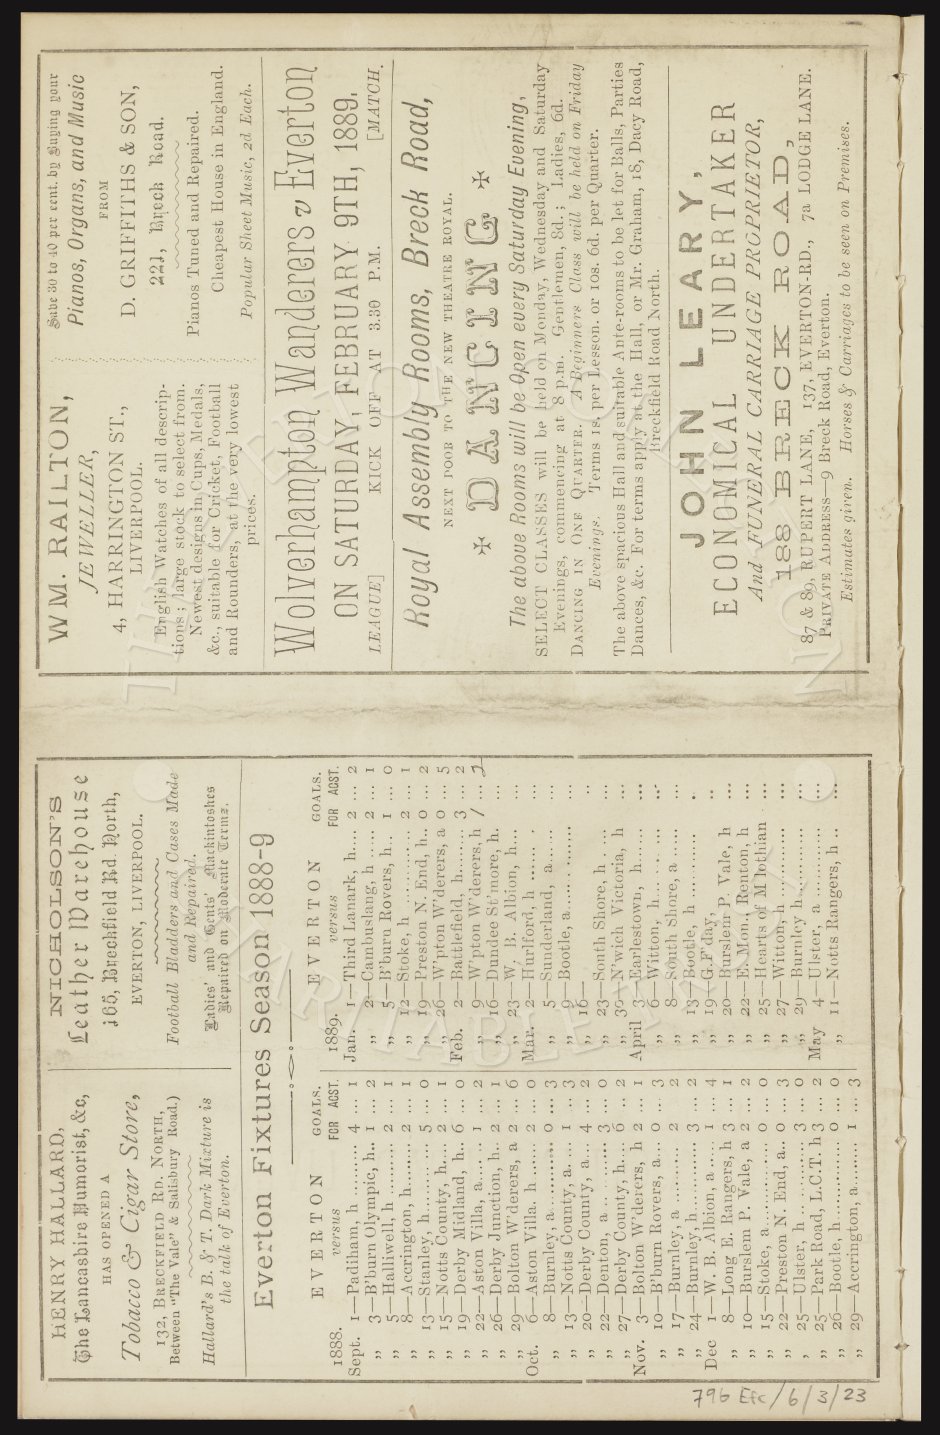 HENRY HALLARD,
The Lancashire Humorist, &c,
HAS OPENED A
Tobacco & Cigar Store,
132, BRECKFIELD RD. NORTH,
Between "The Vale" & Salisbury Road.)
Hallard's B. & T. Dark Mixture is
the talk of Everton.
NICHOLSON'S
Leather Warehouse
165, Breckfield Rd. North,
EVERTON, LIVERPOOL.
Football Bladders and Cases Made
and Repaired.
Ladies' and Gents' Mackintoshes
Repaired on Moderate Terms.
Everton Fixtures Season 1888-9
EVERTON GOALS.
1888. versus FOR AGST.
Sept. 1—Padiham, h ......... 4 ... 1
„ 3—B'burn Olympic, h.. 1 ... 2
„ 5—Halliwell, h ......... 2 ... 1
„ 8—Accrington, h........ 2 ... 1
„ 13—Stanley, h............ 5 ... 0
„ 15—Notts County, h... 2 ... 1
„ 19—Derby Midland, h.. 6 ... 0
„ 22—Aston Villa, a........ 1 ... 2
„ 26—Derby Junction, h.. 2 ... 1
„ 29—Bolton W'derers, a 2 ... 6
Oct. 6—Aston Villa. h ...... 2 ... 0
„ 8—Burnley, a........... 0 ... 3
„ 13—Notts County, a. ... 1 ... 3
„ 20—Derby County, a... 4 ... 2
„ 22—Denton, a ............ 3 ... 0
„ 27—Derby County, h... 6 ... 2
Nov. 3—Bolton W'derers, h 2 ... 1
„ 10—B'burn Rovers, a... 0 ... 3
„ 17—Burnley, a ........... 2 ... 2
„ 24—Burnley, h............ 3 ... 2
Dec 1—W. B. Albion, a ..... 1 ... 4
„ 8—Long E. Rangers, h 3 ... 1
„ 10—Burslem P. Vale, a 2 ... 2
„ 15—Stoke, a............... 0 ... 0
„ 22—Preston N. End, a.. 0 ... 3
„ 25—Ulster, h ............ 3 ... 0
„ 25—Park Road, L.C.T. h 3 ... 2
„ 26—Bootle, h............. 0 ... 0
„ 29—Accrington, a........ 1 ... 3
EVERTON GOALS.
1889. versus FOR AGST.
Jan. 1—Third Lanark, h.... 2 ... 2
„ 2—Cambuslang, h ..... 2 ... 1
„ 5—B'burn Rovers, h.. 1 ... 0
„ 12—Stoke, h ............. 2 ... 1
„ 19—Preston N. End, h.. 0 ... 2
„ 26—W'pton W'derers, a 0 ... 5
Feb. 2—Battlefield, h......... 3 ... 2
„ 9—W'pton W'derers, h 1 ... 2
„ 16—Dundee St'more, h. ...
„ 23—W. B. Albion, h... ...
Mar. 2—Hurlford, h ...... . ...
„ 5—Sunderland, a....... ...
„ 9—Bootle, a............... ...
„ 16—
„ 23—South Shore, h. ... ...
„ 30—N'wich Victoria, h ...
April 3—Earlestown, h....... ...
„ 6—Witon, h.......... ...
„ 8—South Shore, a ...... ...
„ 13—Bootle, h ............ .
„ 19—G.F'day, ..
„ 20—Burslem P. Vale, h ...
„ 22—E.Mon., Renton, h ...
„ 25—Hearts of M'lothian ...
„ 27—Witon, h ............ ...
„ 29—Burnley h............ ...
May 4—Ulster, a ............ ...
„ 11—Notts Rangers, h .. ...
796 Efc/6/3/23
WM. RAILTON,
JEWELLER,
4, HARRINGTON ST.,
LIVERPOOL.
English Watches of all descrip-
tions; large stock to select from.
Newest designs in Cups, Medals,
&c., suitable for Cricket, Football
and Rounders, at the very lowest
prices.
Save 30 to 40 per cent. by Buying your
Pianos, Organs, and Music
FROM
D. GRIFFITHS & SON,
221, Breck Road.
Pianos Tuned and Repaired.
Cheapest House in England.
Popular Sheet Music, 2d Each.
Wolverhampton Wanderers v Everton
ON SATURDAY, FEBRUARY 9TH, 1889.
LEAGUE] KICK OFF AT 3.30 P.M. [MATCH.
Royal Assembly Rooms, Breck Road,
NEXT DOOR TO THE NEW THEATRE ROYAL.
DANCING
The above Rooms will be Open every Saturday Evening,
SELECT CLASSES will be held on Monday, Wednesday and Saturday
Evenings, commencing at 8 p.m. Gentlemen, 8d.; Ladies, 6d.
DANCING IN ONE QUARTER. A Beginners Class will be held on Friday
Evenings. Terms 1s. per Lesson. or 10s. 6d. per Quarter.
The above spacious Hall and suitable Ante-rooms to be let for Balls, Parties
Dances, &c. For terms apply at the Hall, or Mr. Graham, 18, Dacy Road,
Breckfield Road North.
JOHN LEARY,
ECONOMICAL UNDERTAKER
And FUNERAL CARRIAGE PROPRIETOR,
188 BRECK ROAD,
87 & 89, RUPERT LANE, 137, EVERTON-RD., 7a LODGE LANE.
PRIVATE ADDRESS—9 Breck Road, Everton.
Estimates given. Horses & Carriages to be seen on Premises.